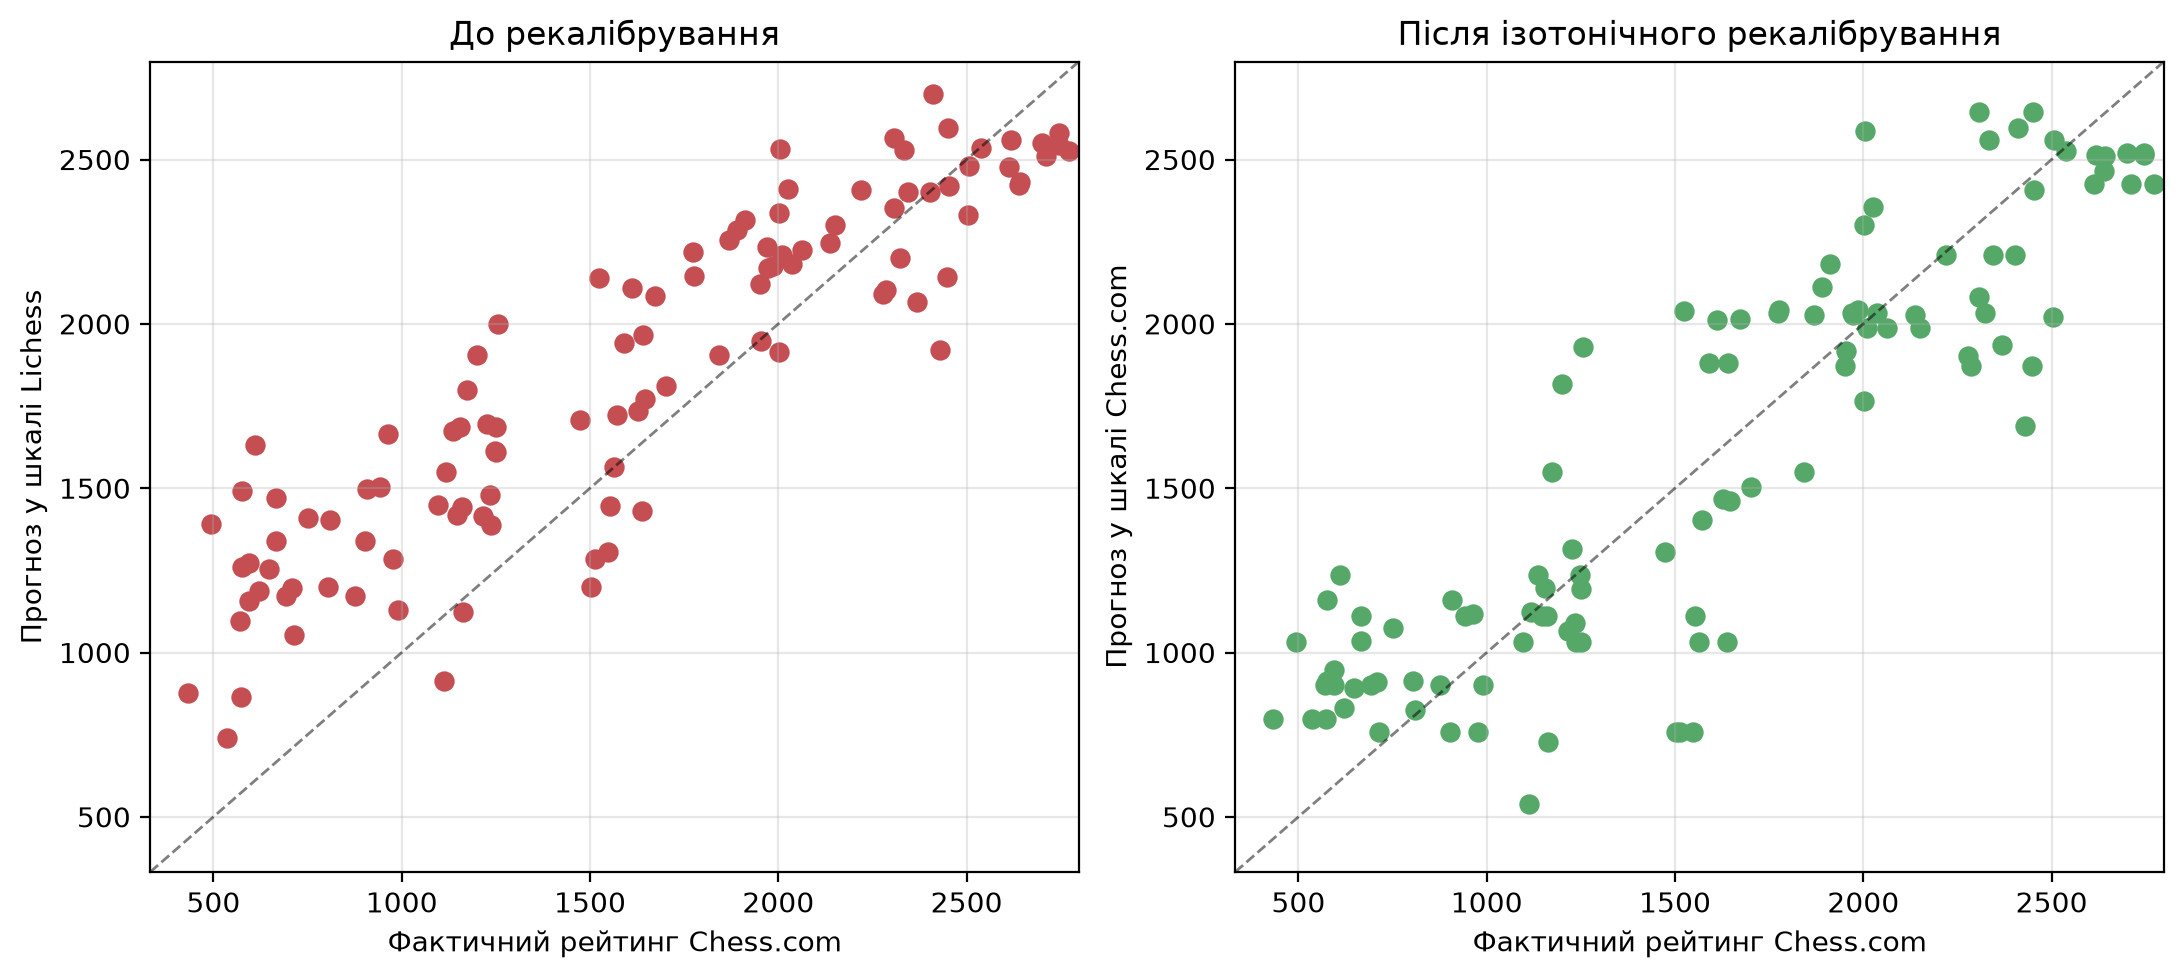 До рекалібрування
Прогноз у шкалі Lichess
2500
2000
1500
1000
500
500 1000 1500 2000 2500
Фактичний рейтинг Chess.com
Після ізотонічного рекалібрування
Прогноз у шкалі Chess.com
2500
2000
1500
1000
500
500 1000 1500 2000 2500
Фактичний рейтинг Chess.com